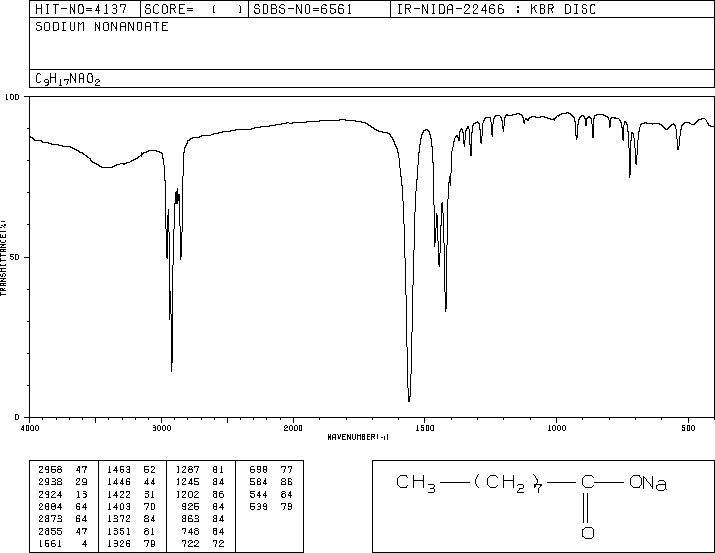 HIT-NO=4137 SCORE= ( ) SDBS-NO=6561 IR-NIDA-22466 : KBR DISC
SODIUM NONANOATE
C9H17NAO2
100
50
0
TRANSMITTANCE(%)
4000 3000 2000 1500 1000 500
WAVENUMBER(-1)
2958 47 1463 52 1287 81 698 77
2938 29 1446 44 1245 84 584 86
2924 13 1422 31 1202 86 544 84
2884 64 1403 70 925 84 539 79
2873 64 1372 84 863 84
2855 47 1351 81 748 84
1561 4 1326 79 722 72
CH3 (CH2)7 C ONa
O